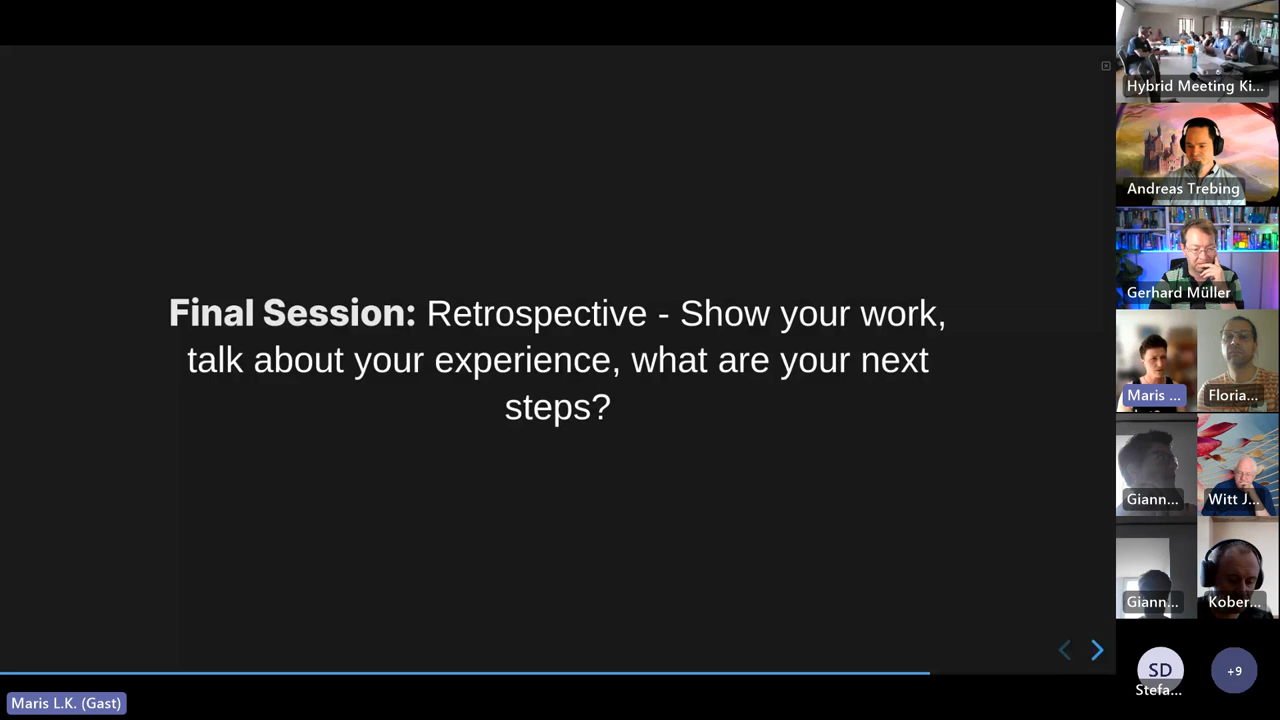 Final Session: Retrospective - Show your work,
talk about your experience, what are your next
steps?
Hybrid Meeting Ki...
Andreas Trebing
Gerhard Müller
Maris ...
Floria...
Giann...
Witt J...
Giann...
Kober...
SD
Stefa...
+9
Maris L.K. (Gast)